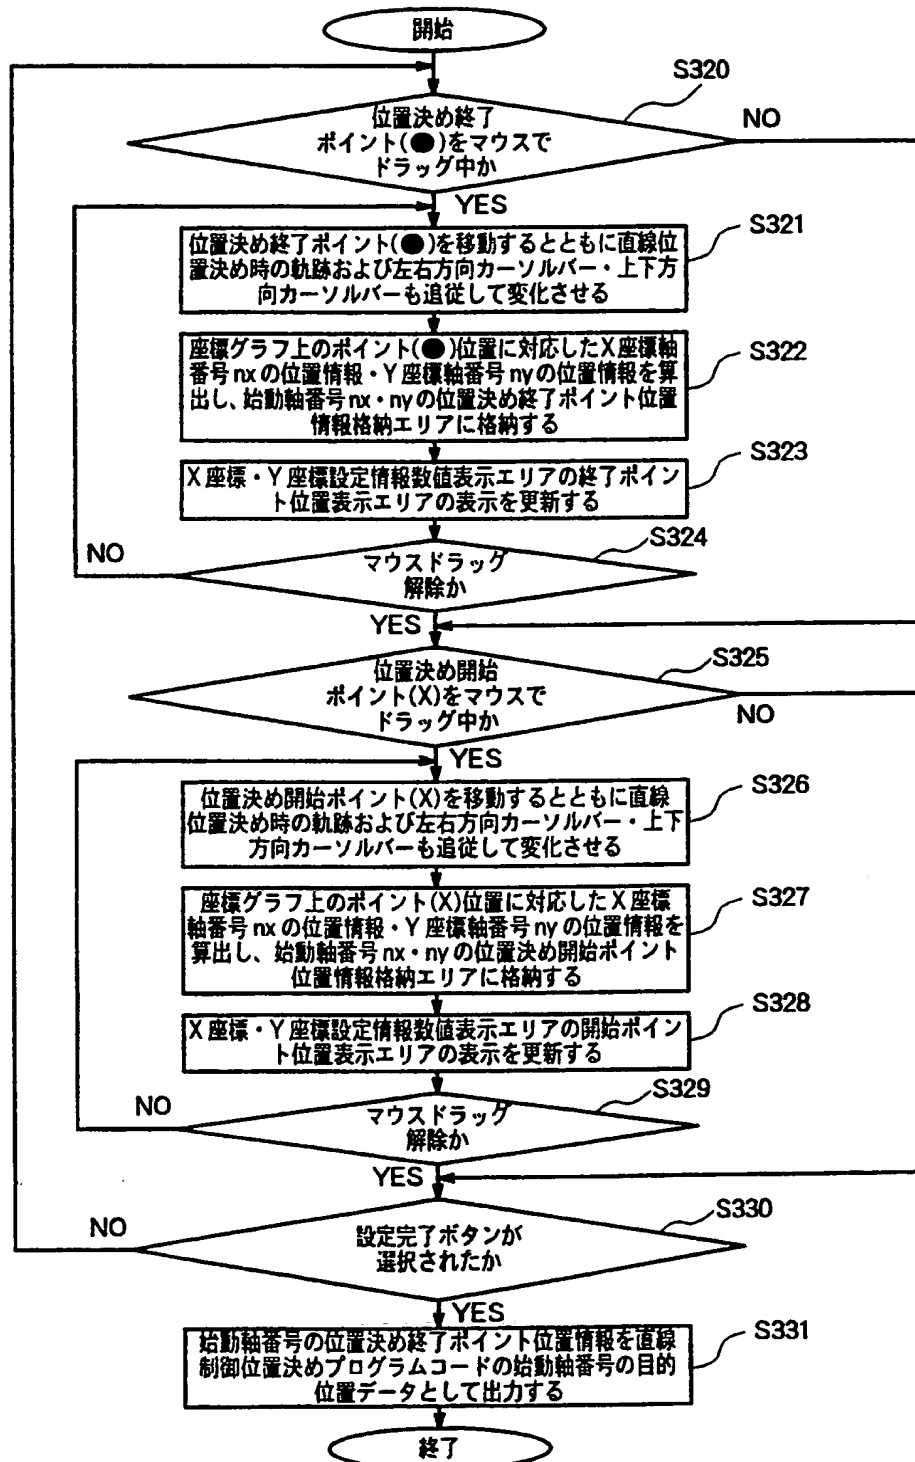 開始
S320
位置決め終了
ポイント(●)をマウスで
ドラッグ中か
NO
YES
S321
位置決め終了ポイント(●)を移動するとともに直線位
置決め時の軌跡および左右方向カーソルバー・上下方
向カーソルバーも追従して変化させる
S322
座標グラフ上のポイント(●)位置に対応したX座標軸
番号nxの位置情報・Y座標軸番号nyの位置情報を算
出し、始動軸番号nx・nyの位置決め終了ポイント位置
情報格納エリアに格納する
S323
X座標・Y座標設定情報数値表示エリアの終了ポイン
ト位置表示エリアの表示を更新する
S324
NO
マウスドラッグ
解除か
YES
S325
位置決め開始
ポイント(X)をマウスで
ドラッグ中か
NO
YES
S326
位置決め開始ポイント(X)を移動するとともに直線
位置決め時の軌跡および左右方向カーソルバー・上下
方向カーソルバーも追従して変化させる
S327
座標グラフ上のポイント(X)位置に対応したX座標
軸番号nxの位置情報・Y座標軸番号nyの位置情報を
算出し、始動軸番号nx・nyの位置決め開始ポイント
位置情報格納エリアに格納する
S328
X座標・Y座標設定情報数値表示エリアの開始ポイン
ト位置表示エリアの表示を更新する
S329
NO
マウスドラッグ
解除か
YES
S330
NO
設定完了ボタンが
選択されたか
YES
S331
始動軸番号の位置決め終了ポイント位置情報を直線
制御位置決めプログラムコードの始動軸番号の目的
位置データとして出力する
終了